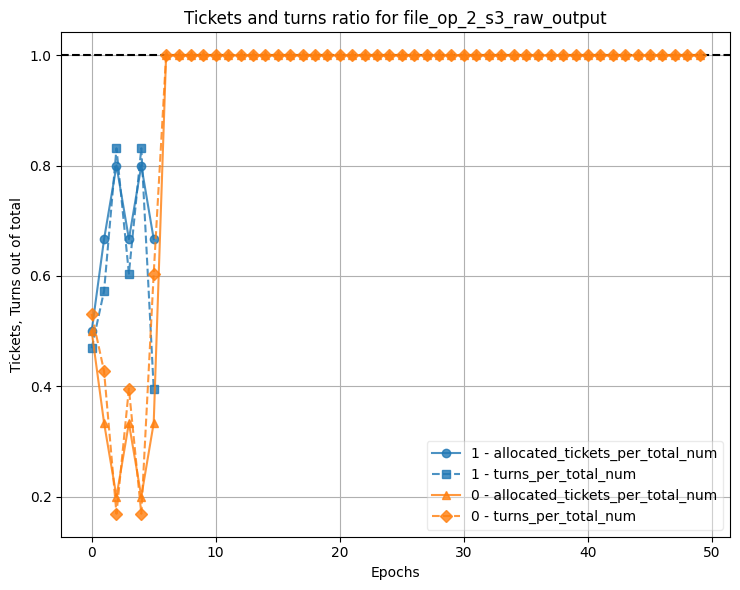 Tickets and turns ratio for file_op_2_s3_raw_output
Tickets, Turns out of total
1.0
0.8
0.6
0.4
0.2
1 - allocated_tickets_per_total_num
1 - turns_per_total_num
0 - allocated_tickets_per_total_num
0 - turns_per_total_num
0 10 20 30 40 50
Epochs